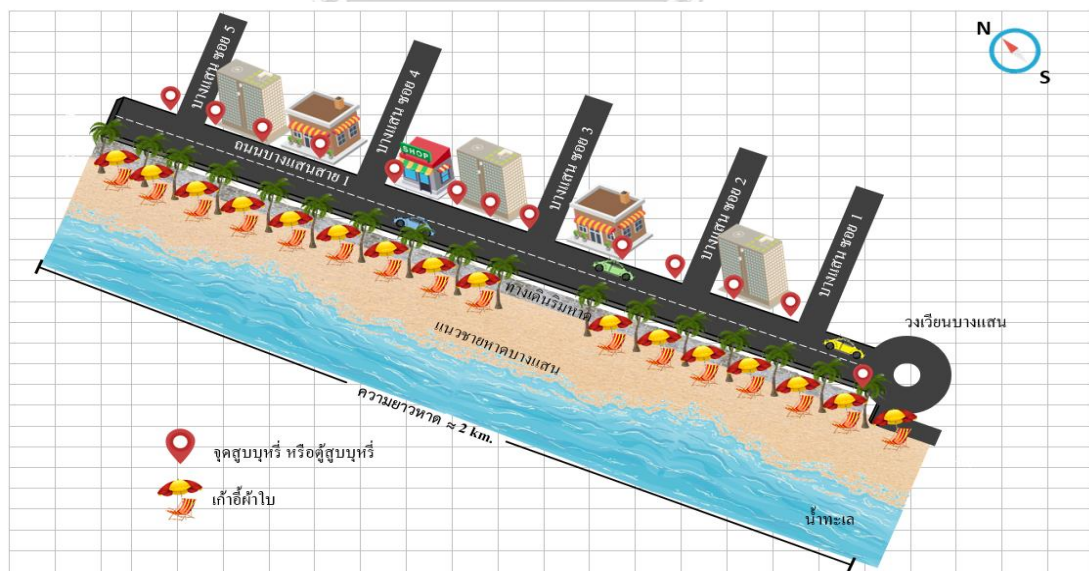 N
S
บางแสน ซอย 5
บางแสน ซอย 4
บางแสน ซอย 3
บางแสน ซอย 2
บางแสน ซอย 1
ถนนบางแสนสาย 1
SHOP
วงเวียนบางแสน
ทางเดินริมหาด
แนวชายหาดบางแสน
ความยาวหาด ≈ 2 km.
จุดสูบบุหรี่ หรือตู้สูบบุหรี่
เก้าอี้ผ้าใบ
น้ำทะเล